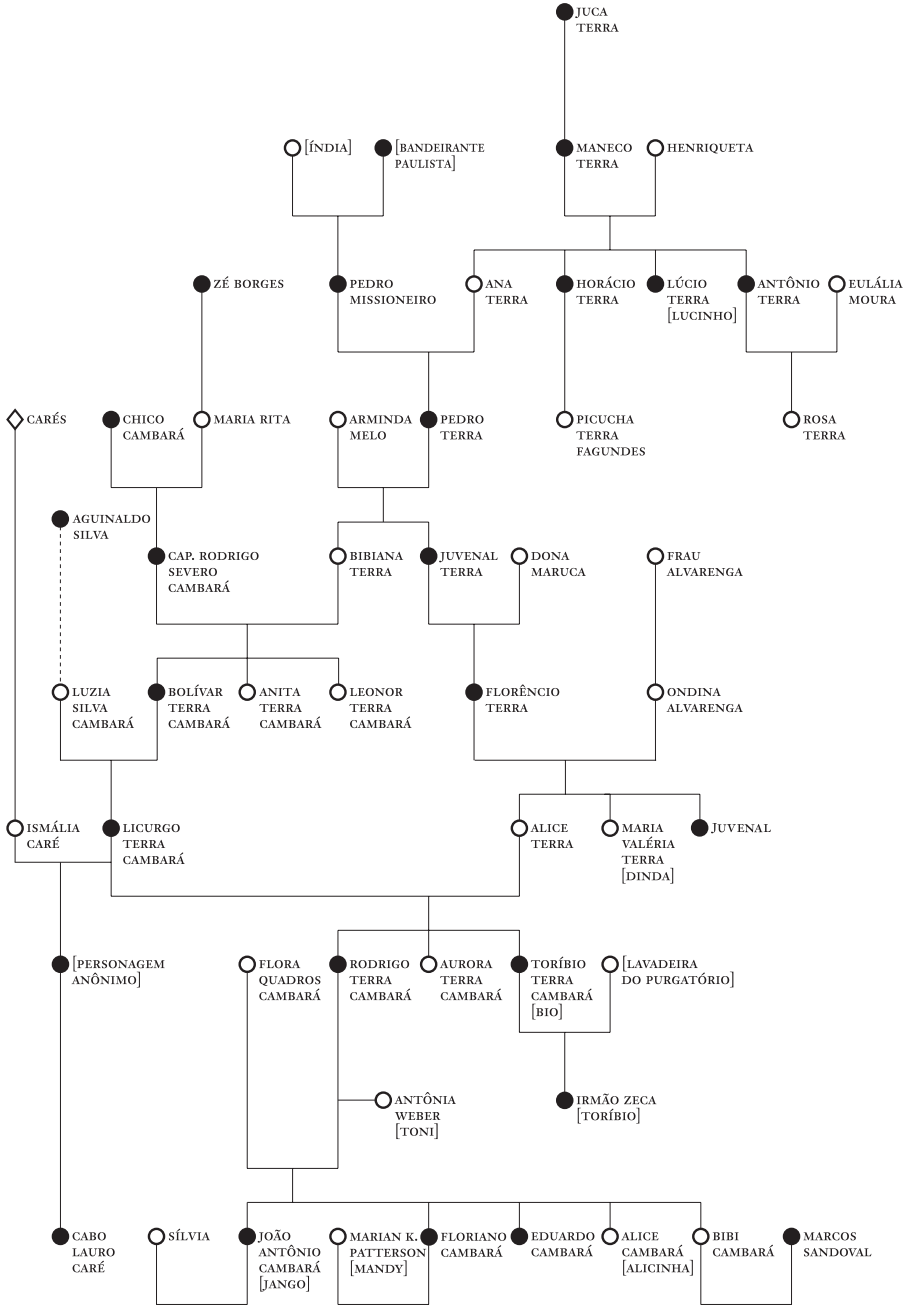 JUCA
TERRA
[ÍNDIA]
[BANDEIRANTE
PAULISTA]
MANECO
TERRA
HENRIQUETA
ZÉ BORGES
PEDRO
MISSIONEIRO
ANA
TERRA
HORÁCIO
TERRA
LÚCIO
TERRA
[LUCINHO]
ANTÔNIO
TERRA
EULÁLIA
MOURA
CARÉS
CHICO
CAMBARÁ
MARIA RITA
ARMINDA
MELO
PEDRO
TERRA
PICUCHA
TERRA
FAGUNDES
ROSA
TERRA
AGUINALDO
SILVA
CAP. RODRIGO
SEVERO
CAMBARÁ
BIBIANA
TERRA
JUVENAL
TERRA
DONA
MARUCA
FRAU
ALVARENGA
LUZIA
SILVA
CAMBARÁ
BOLÍVAR
TERRA
CAMBARÁ
ANITA
TERRA
CAMBARÁ
LEONOR
TERRA
CAMBARÁ
FLORÊNCIO
TERRA
ONDINA
ALVARENGA
ISMÁLIA
CARÉ
LICURGO
TERRA
CAMBARÁ
ALICE
TERRA
MARIA
VALÉRIA
TERRA
[DINDA]
JUVENAL
[PERSONAGEM
ANÔNIMO]
FLORA
QUADROS
CAMBARÁ
RODRIGO
TERRA
CAMBARÁ
AURORA
TERRA
CAMBARÁ
TORÍBIO
TERRA
CAMBARÁ
[BIO]
[LAVADEIRA
DO PURGATÓRIO]
ANTÔNIA
WEBER
[TONI]
IRMÃO ZECA
[TORÍBIO]
CABO
LAURO
CARÉ
SÍLVIA
JOÃO
ANTÔNIO
CAMBARÁ
[JANGO]
MARIAN K.
PATTERSON
[MANDY]
FLORIANO
CAMBARÁ
EDUARDO
CAMBARÁ
ALICE
CAMBARÁ
[ALICINHA]
BIBI
CAMBARÁ
MARCOS
SANDOVAL